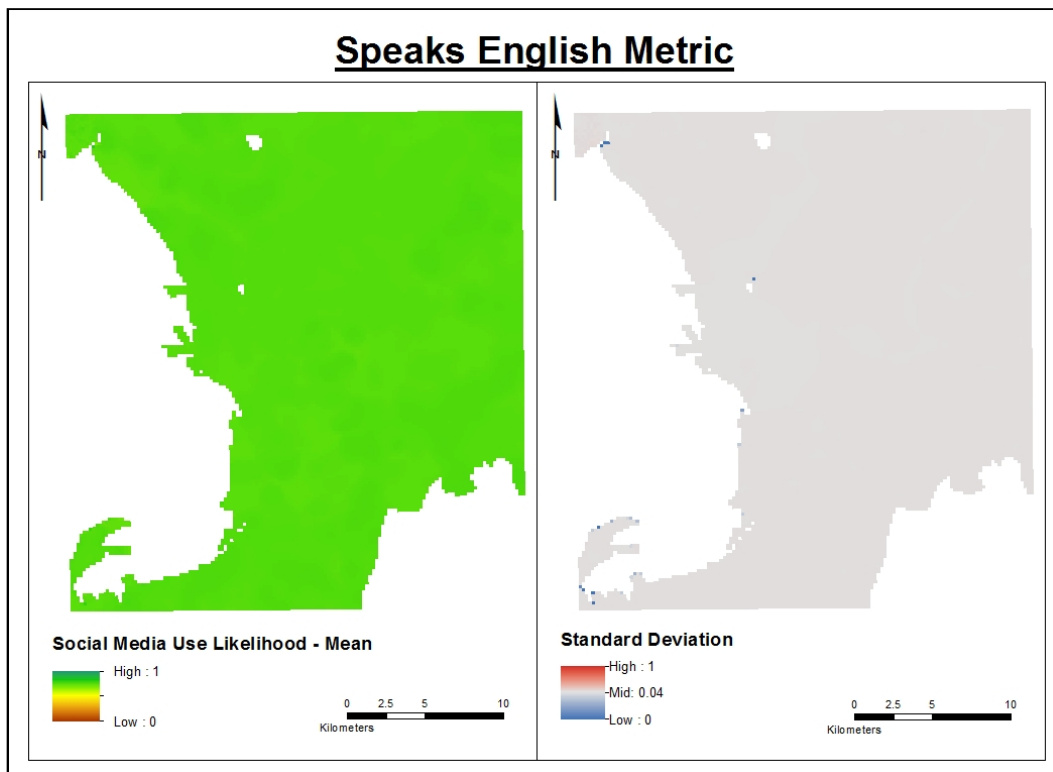 Speaks English Metric
N
N
Social Media Use Likelihood - Mean
High : 1
Low : 0
0 2.5 5 10
Kilometers
Standard Deviation
High : 1
Mid: 0.04
Low : 0
0 2.5 5 10
Kilometers